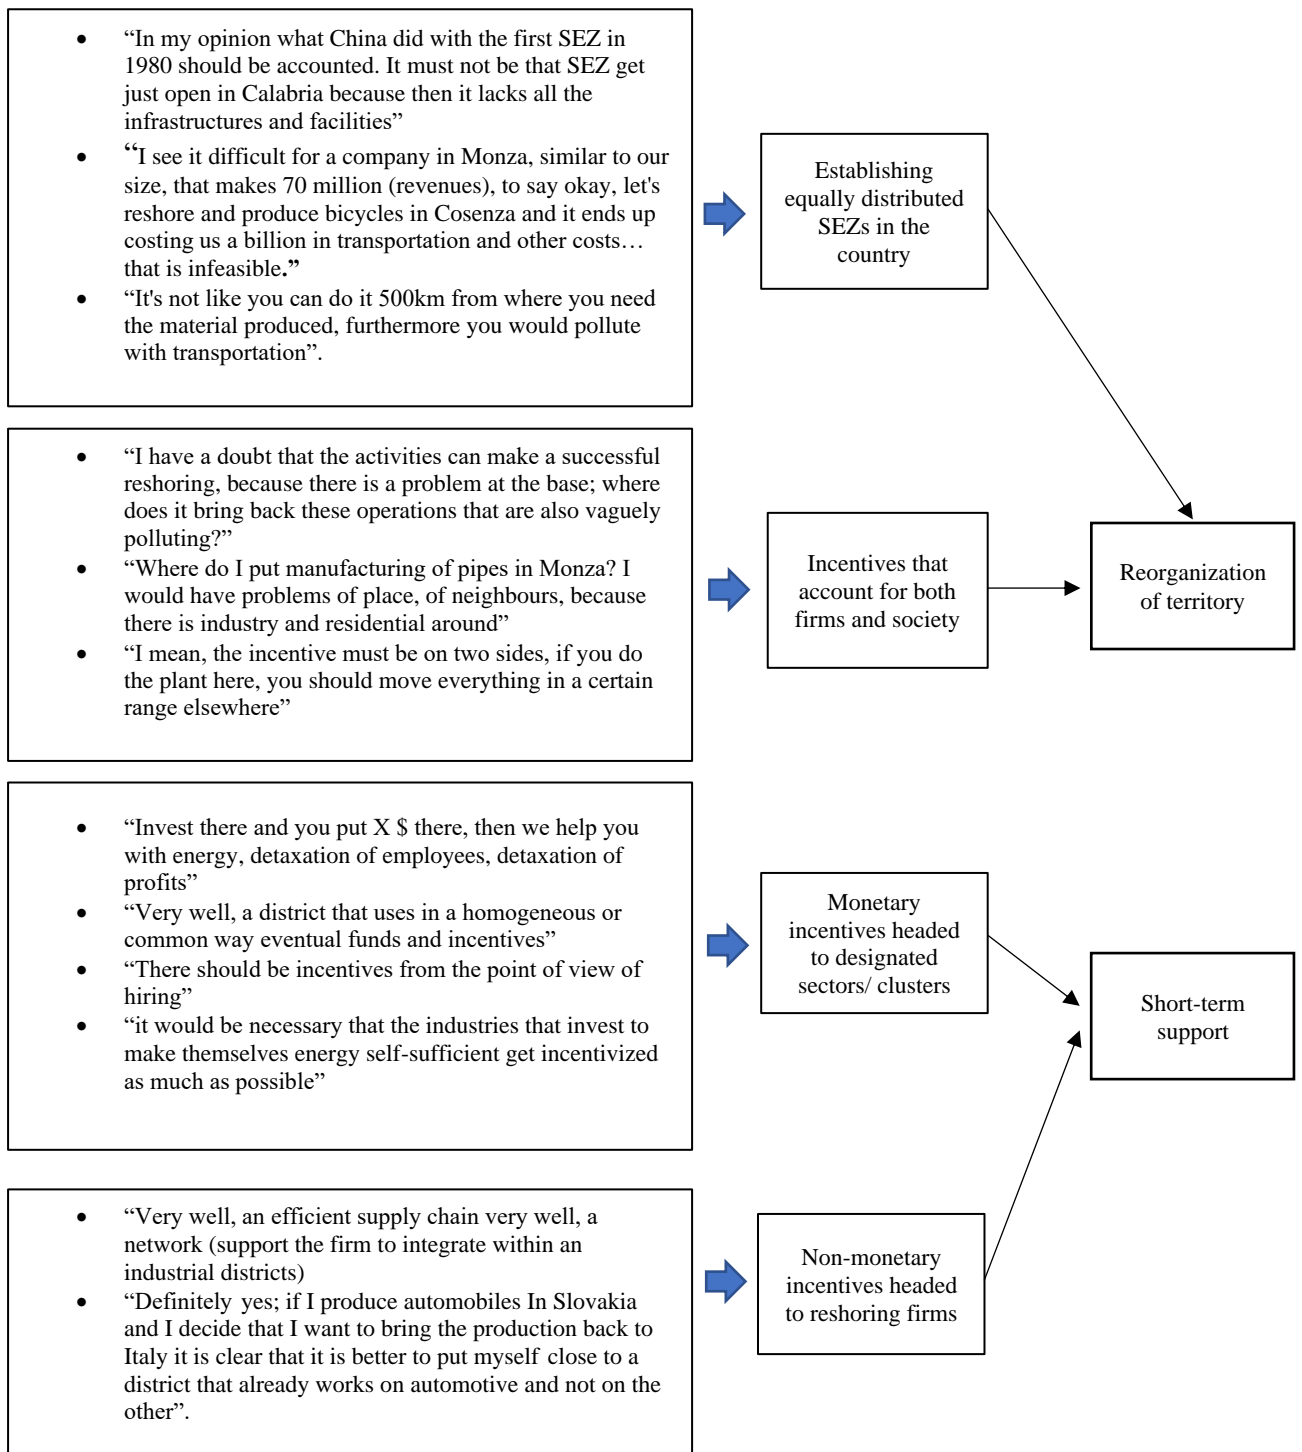 • “In my opinion what China did with the first SEZ in
1980 should be accounted. It must not be that SEZ get
just open in Calabria because then it lacks all the
infrastructures and facilities”
• “I see it difficult for a company in Monza, similar to our
size, that makes 70 million (revenues), to say okay, let's
reshore and produce bicycles in Cosenza and it ends up
costing us a billion in transportation and other costs…
that is infeasible.”
• “It's not like you can do it 500km from where you need
the material produced, furthermore you would pollute
with transportation”.
Establishing
equally distributed
SEZs in the
country
• “I have a doubt that the activities can make a successful
reshoring, because there is a problem at the base; where
does it bring back these operations that are also vaguely
polluting?”
• “Where do I put manufacturing of pipes in Monza? I
would have problems of place, of neighbours, because
there is industry and residential around”
• “I mean, the incentive must be on two sides, if you do
the plant here, you should move everything in a certain
range elsewhere”
Incentives that
account for both
firms and society
Reorganization
of territory
• “Invest there and you put X $ there, then we help you
with energy, detaxation of employees, detaxation of
profits”
• “Very well, a district that uses in a homogeneous or
common way eventual funds and incentives”
• “There should be incentives from the point of view of
hiring”
• “it would be necessary that the industries that invest to
make themselves energy self-sufficient get incentivized
as much as possible”
Monetary
incentives headed
to designated
sectors/ clusters
Short-term
support
• “Very well, an efficient supply chain very well, a
network (support the firm to integrate within an
industrial districts)
• “Definitely yes; if I produce automobiles In Slovakia
and I decide that I want to bring the production back to
Italy it is clear that it is better to put myself close to a
district that already works on automotive and not on the
other”.
Non-monetary
incentives headed
to reshoring firms